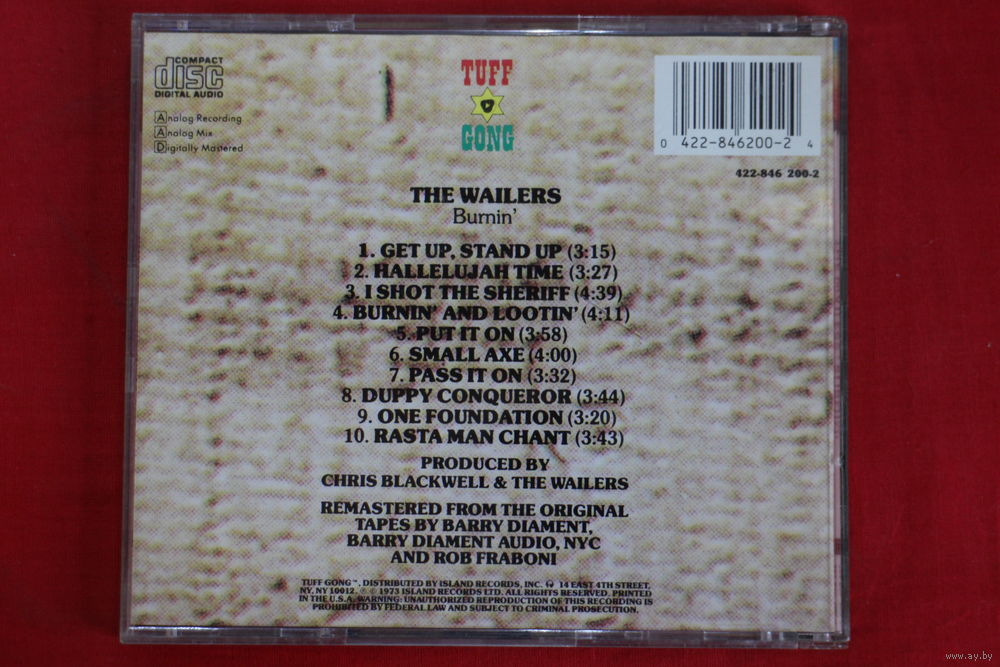 COMPACT
disc
DIGITAL AUDIO
Analog Recording
Analog Mix
Digitally Mastered
TUFF
GONG
0 422-846200-2 4
422-846 200-2
THE WAILERS
Burnin'
1. GET UP, STAND UP (3:15)
2. HALLELUJAH TIME (3:27)
3. I SHOT THE SHERIFF (4:39)
4. BURNIN' AND LOOTIN' (4:11)
5. PUT IT ON (3:58)
6. SMALL AXE (4:00)
7. PASS IT ON (3:32)
8. DUPPY CONQUEROR (3:44)
9. ONE FOUNDATION (3:20)
10. RASTA MAN CHANT (3:43)
PRODUCED BY
CHRIS BLACKWELL & THE WAILERS
REMASTERED FROM THE ORIGINAL
TAPES BY BARRY DIAMENT,
BARRY DIAMENT AUDIO, NYC
AND ROB FRABONI
TUFF GONG™, DISTRIBUTED BY ISLAND RECORDS, INC. 14 EAST 4TH STREET,
NY, NY 10012. ℗ © 1973 ISLAND RECORDS LTD. ALL RIGHTS RESERVED. PRINTED
IN THE U.S.A. WARNING: UNAUTHORIZED REPRODUCTION OF THIS RECORDING IS
PROHIBITED BY FEDERAL LAW AND SUBJECT TO CRIMINAL PROSECUTION.
www.ay.by